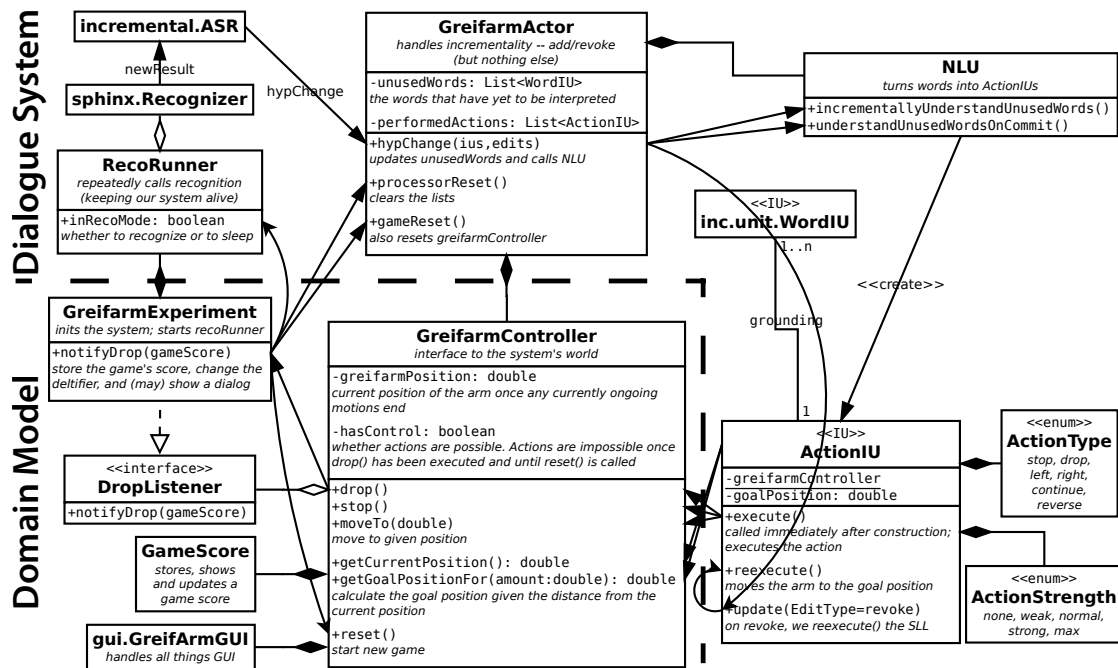 Dialogue System
Domain Model
incremental.ASR
newResult
hypChange
sphinx.Recognizer
RecoRunner
repeatedly calls recognition
(keeping our system alive)
+inRecoMode: boolean
whether to recognize or to sleep
GreifarmActor
handles incrementality -- add/revoke
(but nothing else)
-unusedWords: List<WordIU>
the words that have yet to be interpreted
-performedActions: List<ActionIU>
+hypChange(ius,edits)
updates unusedWords and calls NLU
+processorReset()
clears the lists
+gameReset()
also resets greifarmController
NLU
turns words into ActionIUs
+incrementallyUnderstandUnusedWords()
+understandUnusedWordsOnCommit()
<<IU>>
inc.unit.WordIU
1..n
grounding
1
<<create>>
GreifarmExperiment
inits the system; starts recoRunner
+notifyDrop(gameScore)
store the game's score, change the
deltifier, and (may) show a dialog
<<interface>>
DropListener
+notifyDrop(gameScore)
GameScore
stores, shows
and updates a
game score
gui.GreifArmGUI
handles all things GUI
GreifarmController
interface to the system's world
-greifarmPosition: double
current position of the arm once any currently ongoing
motions end
-hasControl: boolean
whether actions are possible. Actions are impossible once
drop() has been executed and until reset() is called
+drop()
+stop()
+moveTo(double)
move to given position
+getCurrentPosition(): double
+getGoalPositionFor(amount:double): double
calculate the goal position given the distance from the
current position
+reset()
start new game
<<IU>>
ActionIU
-greifarmController
-goalPosition: double
+execute()
called immediately after construction;
executes the action
+reexecute()
moves the arm to the goal position
+update(EditType=revoke)
on revoke, we reexecute() the SLL
<<enum>>
ActionType
stop, drop,
left, right,
continue,
reverse
<<enum>>
ActionStrength
none, weak, normal,
strong, max